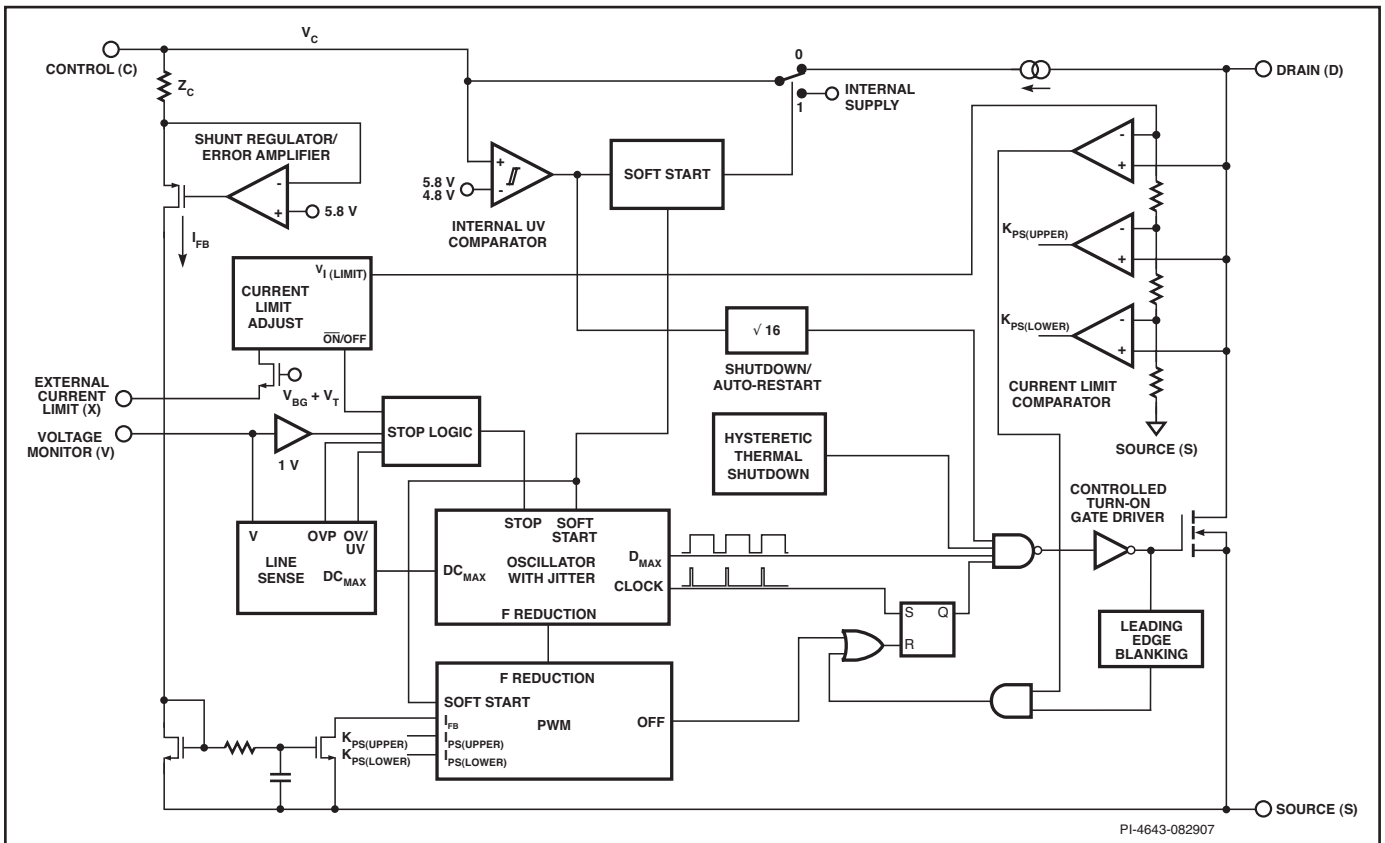 V_C
CONTROL (C)
Z_C
0
1
INTERNAL
SUPPLY
DRAIN (D)
SHUNT REGULATOR/
ERROR AMPLIFIER
-
+
5.8 V
I_FB
+
-
5.8 V
4.8 V
INTERNAL UV
COMPARATOR
SOFT START
-
+
K_PS(UPPER)
-
+
K_PS(LOWER)
-
+
CURRENT LIMIT
COMPARATOR
SOURCE (S)
V_I (LIMIT)
CURRENT
LIMIT
ADJUST
O̅N̅/OFF
V_BG + V_T
EXTERNAL
CURRENT
LIMIT (X)
VOLTAGE
MONITOR (V)
1 V
STOP LOGIC
√ 16
SHUTDOWN/
AUTO-RESTART
HYSTERETIC
THERMAL
SHUTDOWN
CONTROLLED
TURN-ON
GATE DRIVER
V
OVP
OV/
UV
LINE
SENSE
DC_MAX
STOP
SOFT
START
DC_MAX
OSCILLATOR
WITH JITTER
D_MAX
CLOCK
F REDUCTION
S
Q
R
LEADING
EDGE
BLANKING
F REDUCTION
SOFT START
PWM
OFF
I_FB
K_PS(UPPER)
I_PS(UPPER)
K_PS(LOWER)
I_PS(LOWER)
SOURCE (S)
PI-4643-082907